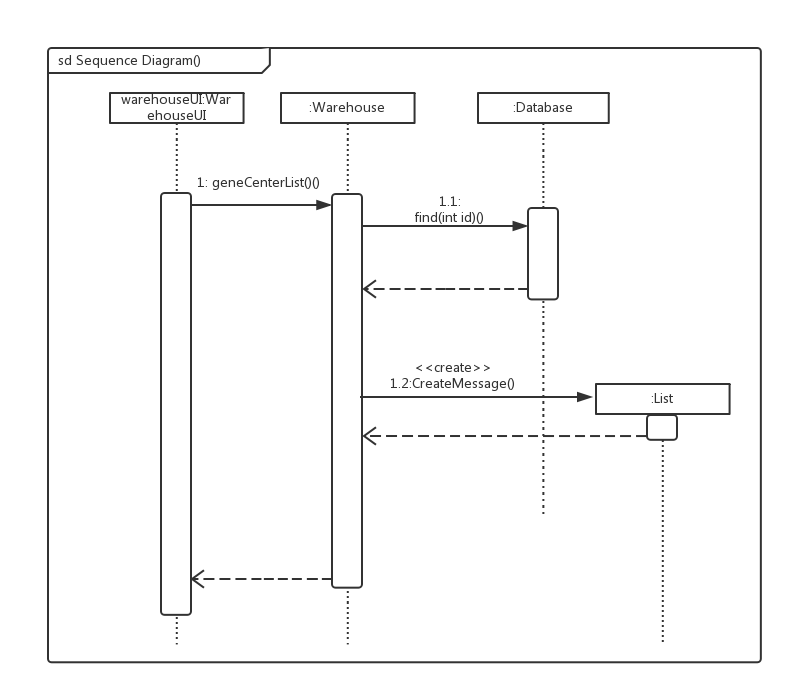 sd Sequence Diagram()
warehouseUI:War
ehouseUI
:Warehouse
:Database
1: geneCenterList()()
1.1:
find(int id)()
<<create>>
1.2:CreateMessage()
:List